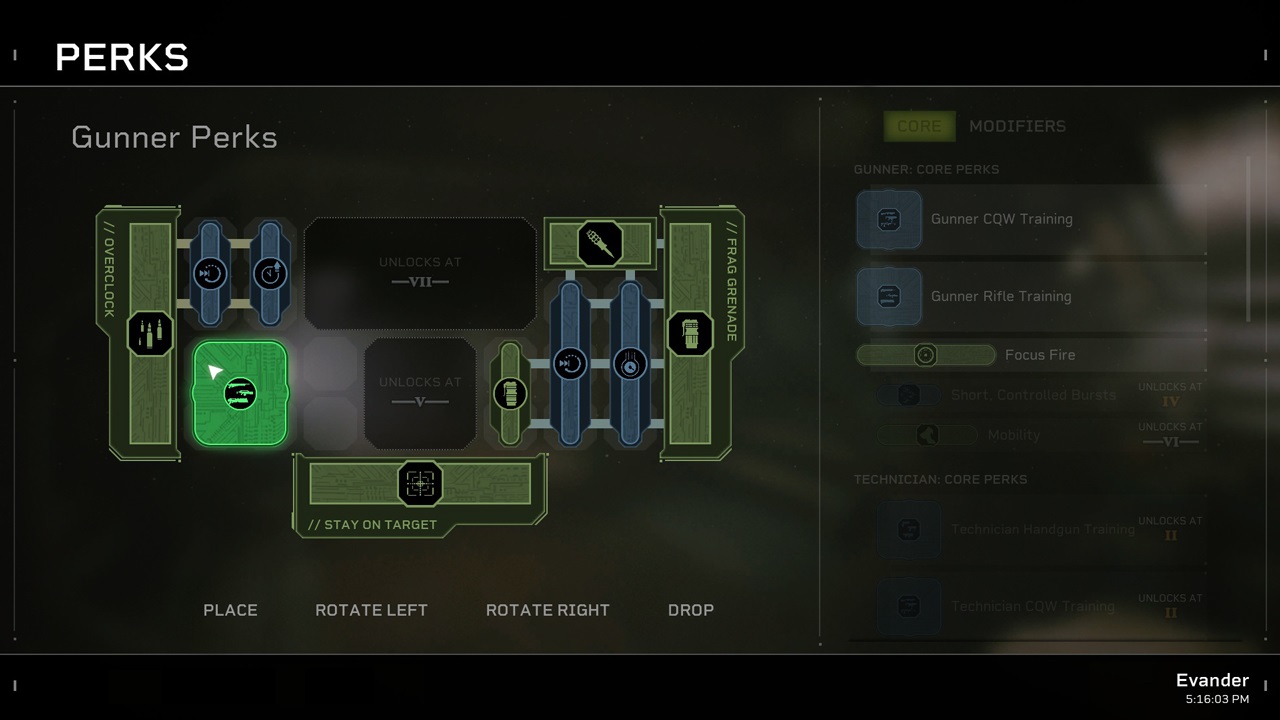 PERKS
Gunner Perks
// OVERCLOCK
UNLOCKS AT
VII
UNLOCKS AT
V
// FRAG GRENADE
// STAY ON TARGET
PLACE
ROTATE LEFT
ROTATE RIGHT
DROP
CORE
MODIFIERS
GUNNER: CORE PERKS
Gunner CQW Training
Gunner Rifle Training
Focus Fire
Short, Controlled Bursts
UNLOCKS AT
IV
Mobility
UNLOCKS AT
VI
TECHNICIAN: CORE PERKS
Technician Handgun Training
UNLOCKS AT
II
Technician CQW Training
UNLOCKS AT
II
Evander
5:16:03 PM